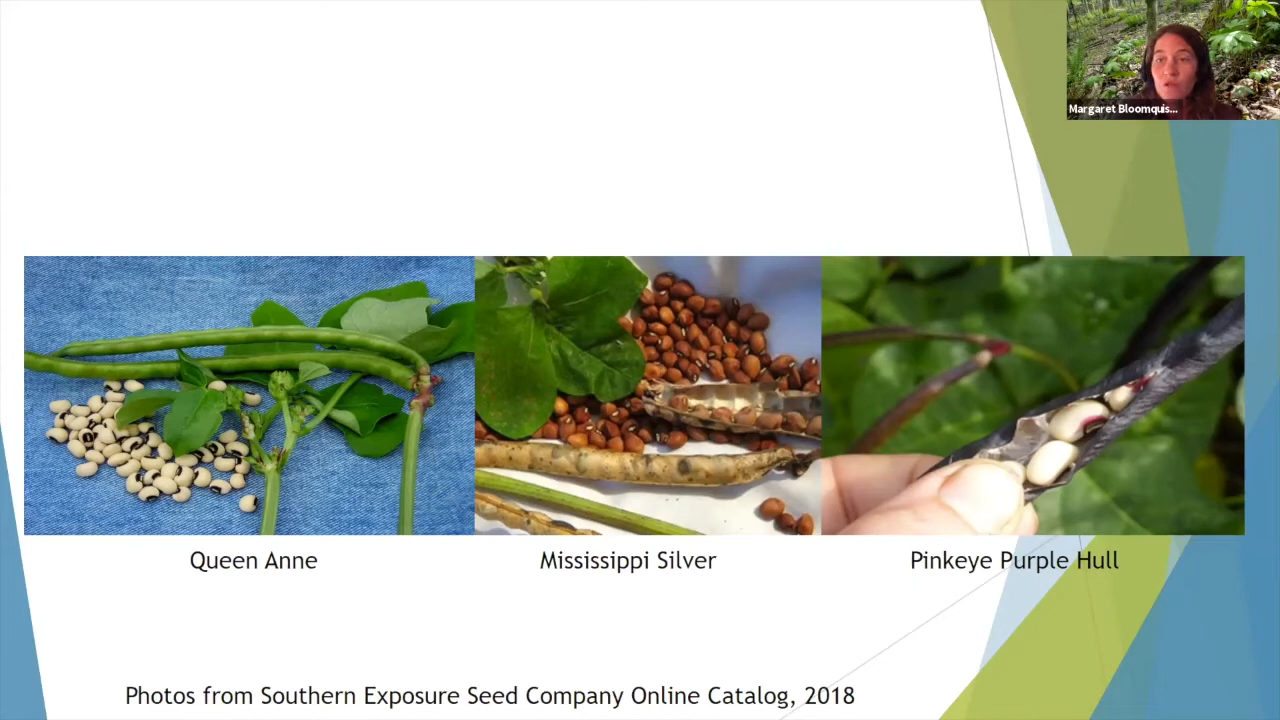 Margaret Bloomquis...
Queen Anne
Mississippi Silver
Pinkeye Purple Hull
Photos from Southern Exposure Seed Company Online Catalog, 2018